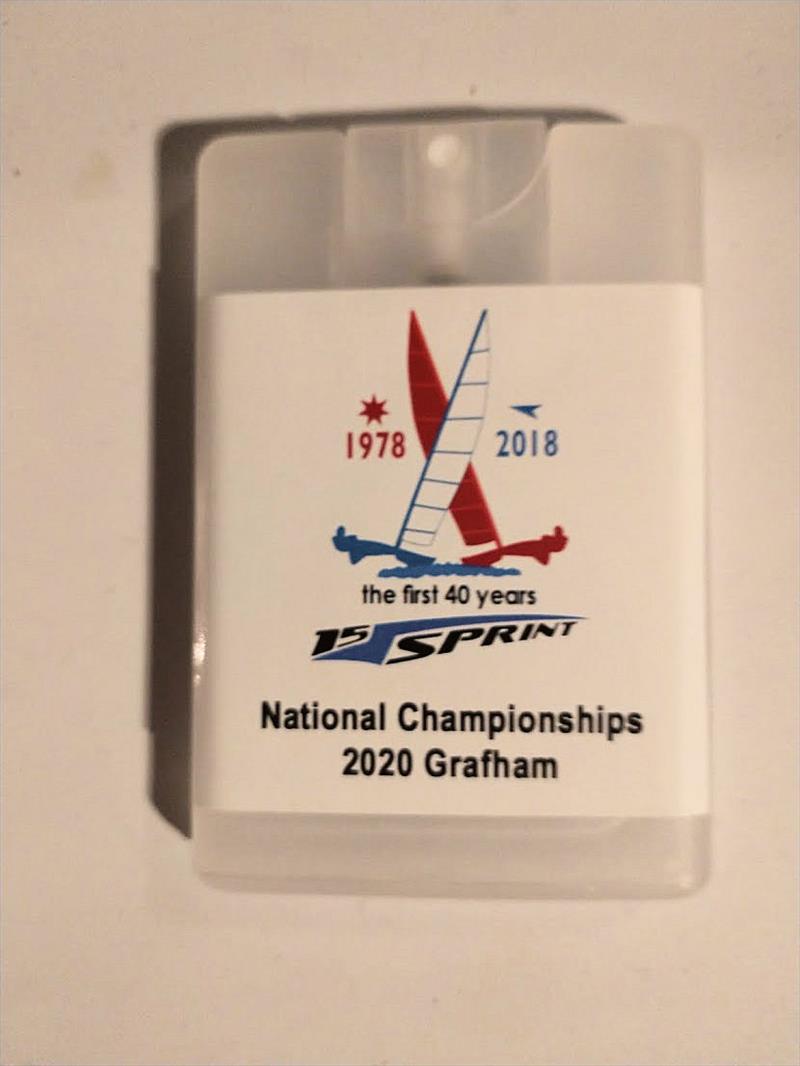 1978 2018
the first 40 years
15 SPRINT
National Championships
2020 Grafham